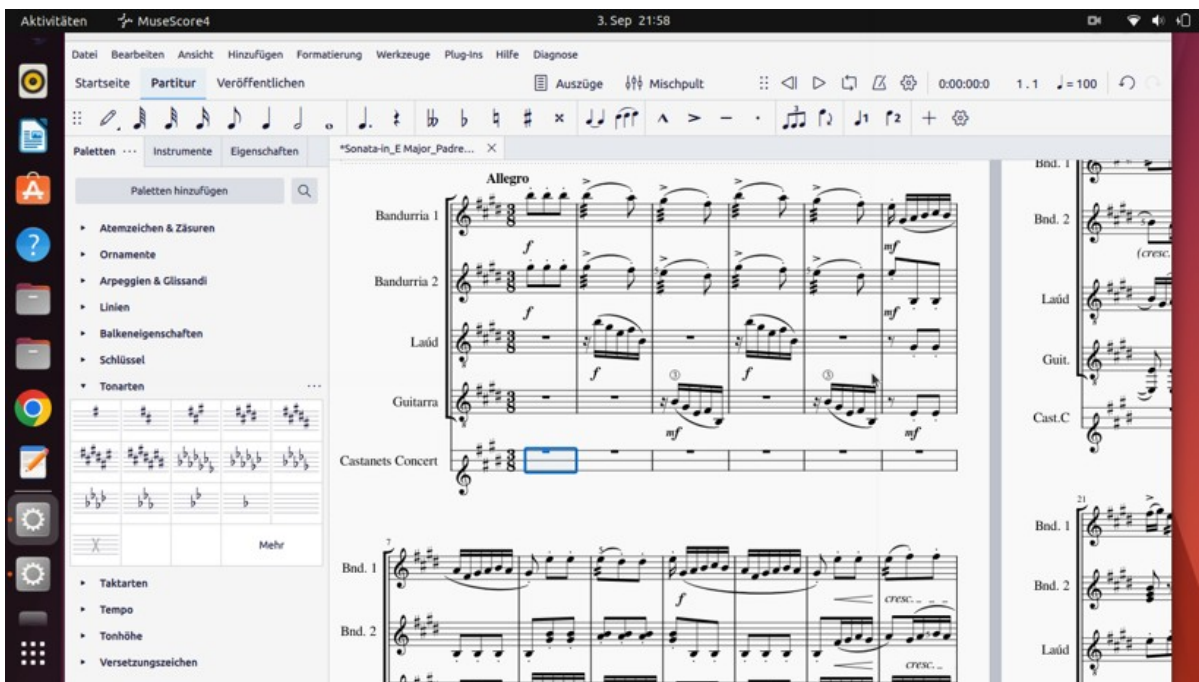 Aktivitäten MuseScore4 3. Sep 21:58
Datei Bearbeiten Ansicht Hinzufügen Formatierung Werkzeuge Plug-Ins Hilfe Diagnose
Startseite Partitur Veröffentlichen Auszüge Mischpult 0:00:00:0 1 . 1 = 100
Paletten ··· Instrumente Eigenschaften *Sonata-in_E Major_Padre...
Paletten hinzufügen
Atemzeichen & Zäsuren
Ornamente
Arpeggien & Glissandi
Linien
Balkeneigenschaften
Schlüssel
Tonarten ···
Mehr
Taktarten
Tempo
Tonhöhe
Versetzungszeichen
Allegro
Bandurria 1
f mf
Bandurria 2
f mf
Laúd
f f
Guitarra
③ ③
mf mf
Castanets Concert
7
Bnd. 1
f cresc.
Bnd. 2
cresc.
Bnd. 1
Bnd. 2
(cresc.
Laúd
Guit.
Cast.C
21
Bnd. 1
Bnd. 2
Laúd